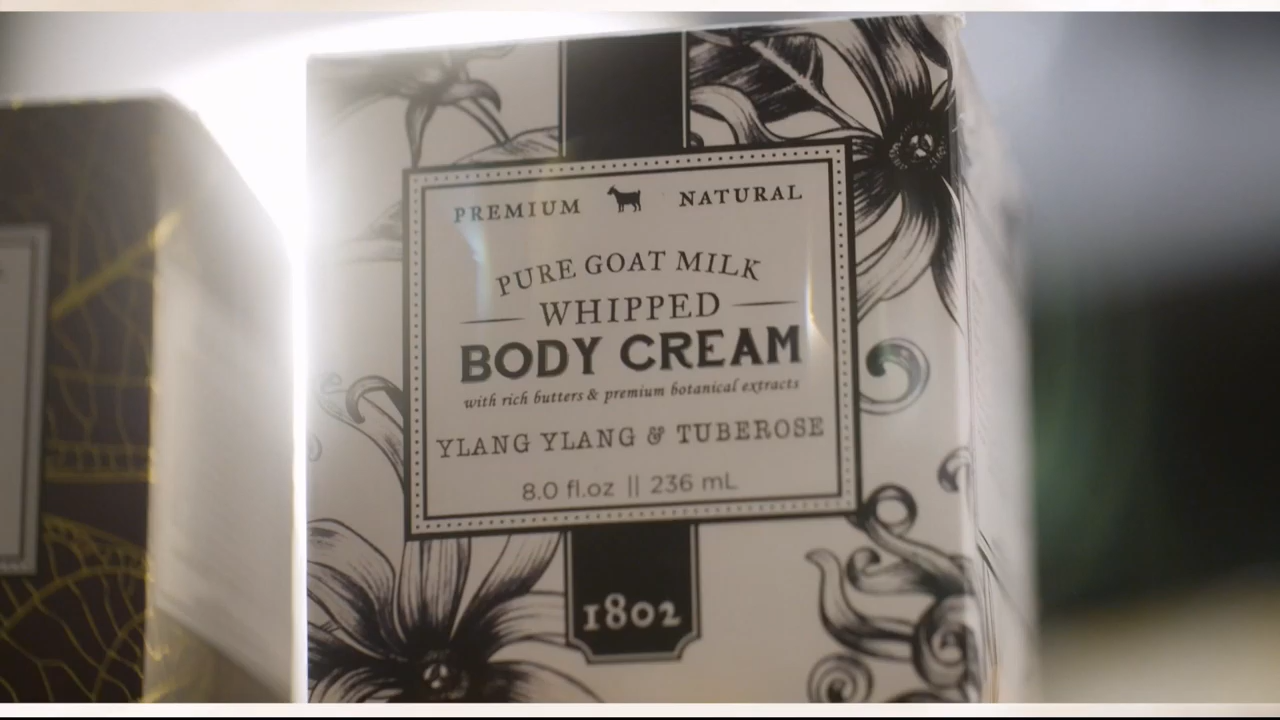 PREMIUM NATURAL
PURE GOAT MILK
WHIPPED
BODY CREAM
with rich butters & premium botanical extracts
YLANG YLANG & TUBEROSE
8.0 fl.oz || 236 mL
1802